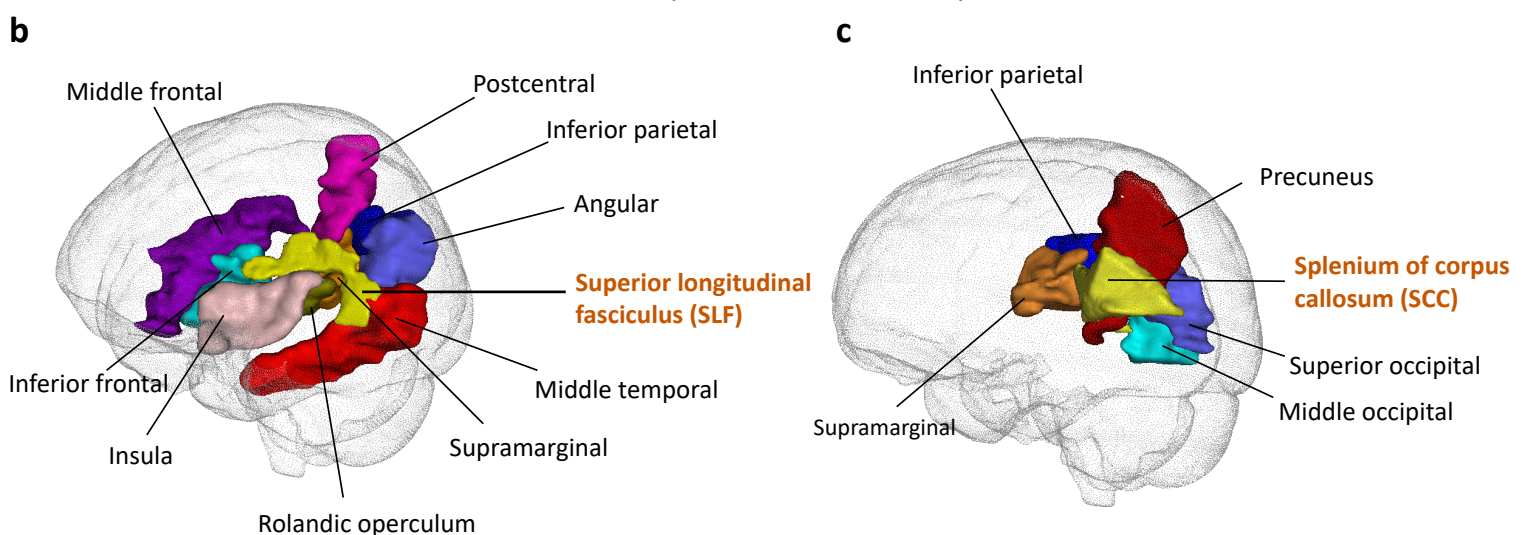 b
Middle frontal
Postcentral
Inferior parietal
Angular
Superior longitudinal
fasciculus (SLF)
Inferior frontal
Middle temporal
Insula
Supramarginal
Rolandic operculum
c
Inferior parietal
Precuneus
Splenium of corpus
callosum (SCC)
Superior occipital
Middle occipital
Supramarginal